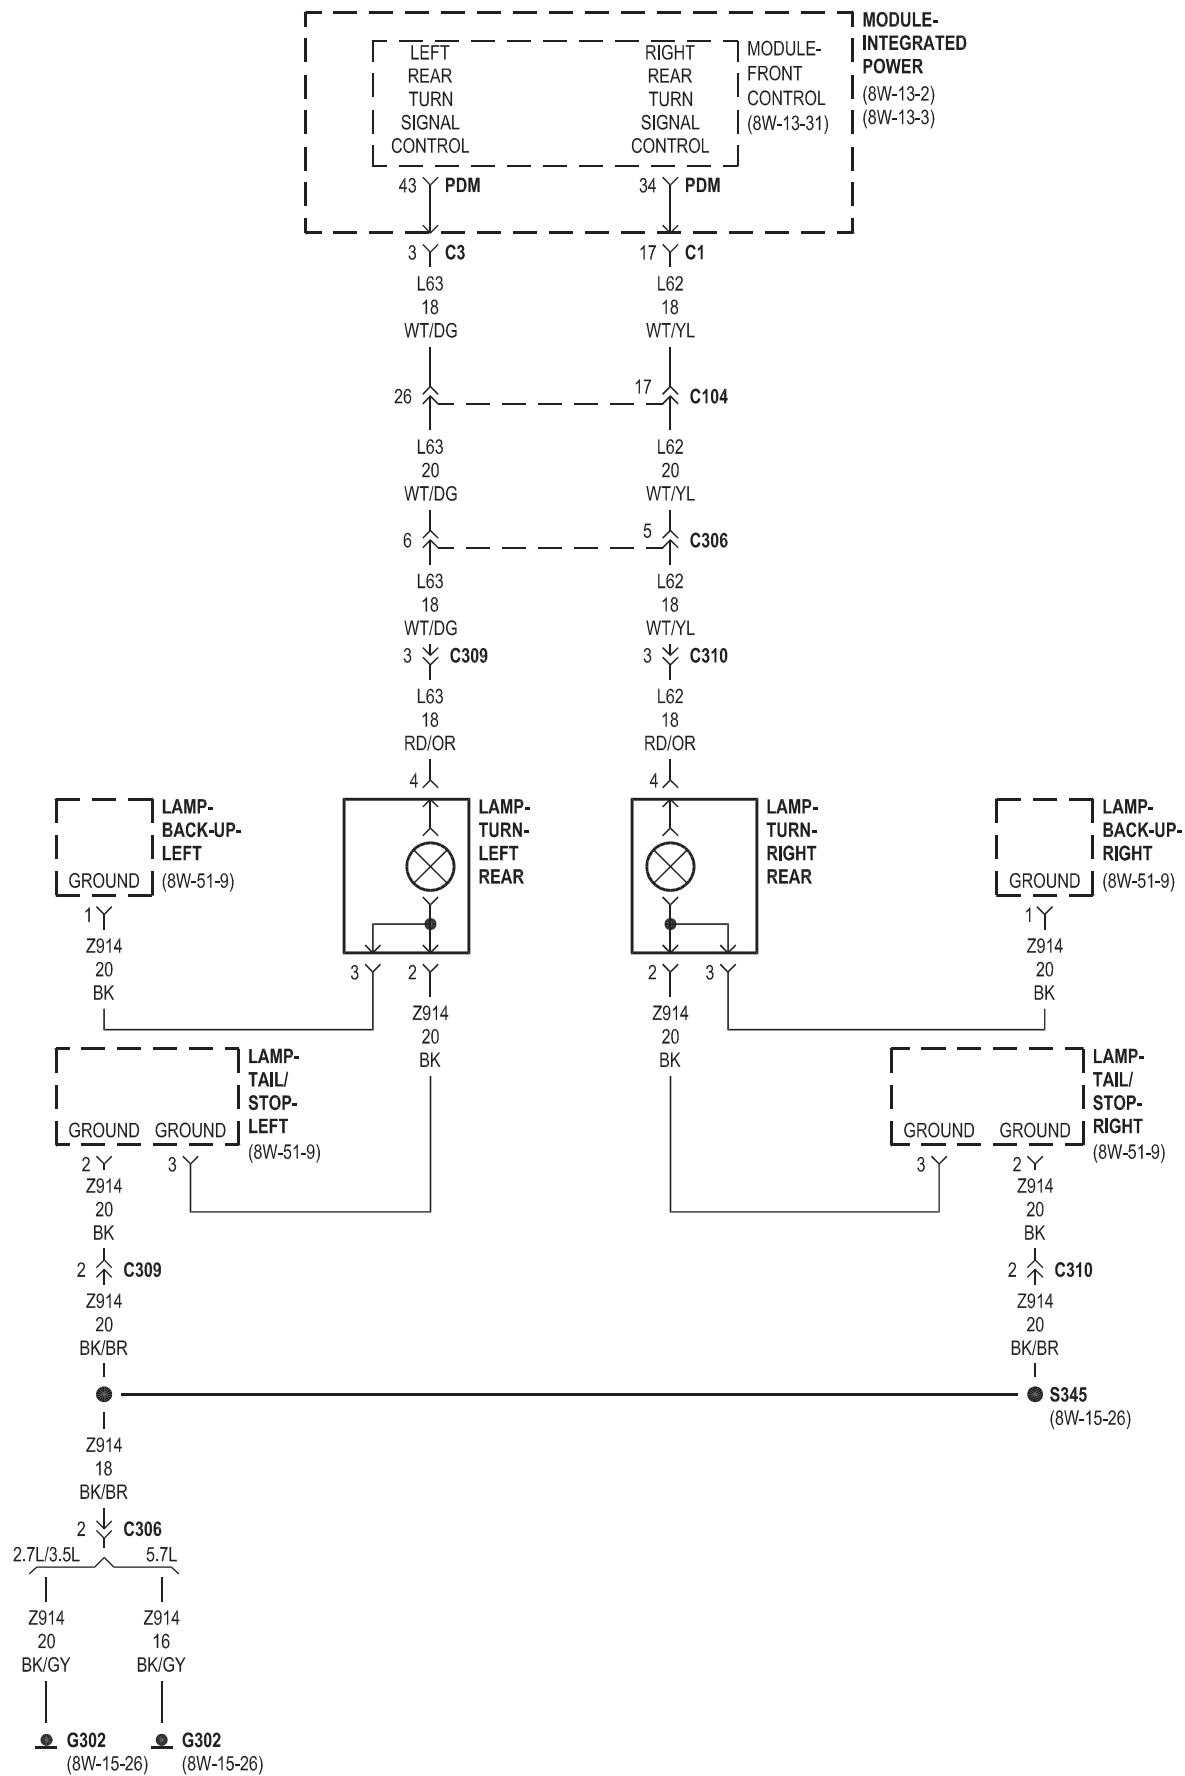 MODULE-
INTEGRATED
POWER
(8W-13-2)
(8W-13-3)
LEFT
REAR
TURN
SIGNAL
CONTROL
RIGHT
REAR
TURN
SIGNAL
CONTROL
MODULE-
FRONT
CONTROL
(8W-13-31)
43 PDM
34 PDM
3 C3
17 C1
L63
18
WT/DG
L62
18
WT/YL
26
17 C104
L63
20
WT/DG
L62
20
WT/YL
6
5 C306
L63
18
WT/DG
L62
18
WT/YL
3 C309
3 C310
L63
18
RD/OR
L62
18
RD/OR
4
4
LAMP-
BACK-UP-
LEFT
(8W-51-9)
GROUND
LAMP-
TURN-
LEFT
REAR
LAMP-
TURN-
RIGHT
REAR
LAMP-
BACK-UP-
RIGHT
(8W-51-9)
GROUND
1
Z914
20
BK
3
2
Z914
20
BK
2
3
Z914
20
BK
1
Z914
20
BK
LAMP-
TAIL/
STOP-
LEFT
(8W-51-9)
GROUND GROUND
LAMP-
TAIL/
STOP-
RIGHT
(8W-51-9)
GROUND GROUND
2
3
3
2
Z914
20
BK
Z914
20
BK
2 C309
2 C310
Z914
20
BK/BR
Z914
20
BK/BR
S345
(8W-15-26)
Z914
18
BK/BR
2 C306
2.7L/3.5L
5.7L
Z914
20
BK/GY
Z914
16
BK/GY
G302
(8W-15-26)
G302
(8W-15-26)